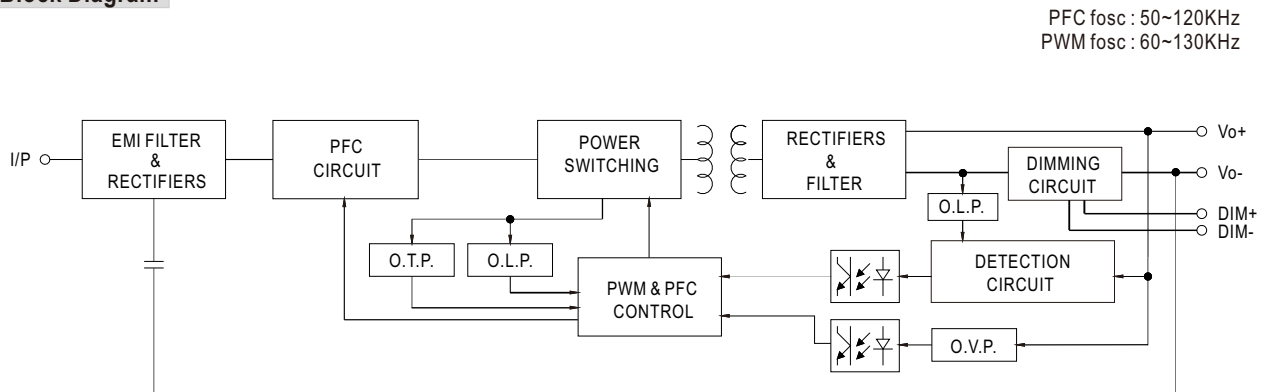 Block Diagram
PFC fosc : 50~120KHz
PWM fosc : 60~130KHz
I/P
EMI FILTER
&
RECTIFIERS
PFC
CIRCUIT
POWER
SWITCHING
RECTIFIERS
&
FILTER
DIMMING
CIRCUIT
Vo+
Vo-
DIM+
DIM-
O.L.P.
O.T.P.
O.L.P.
PWM & PFC
CONTROL
DETECTION
CIRCUIT
O.V.P.